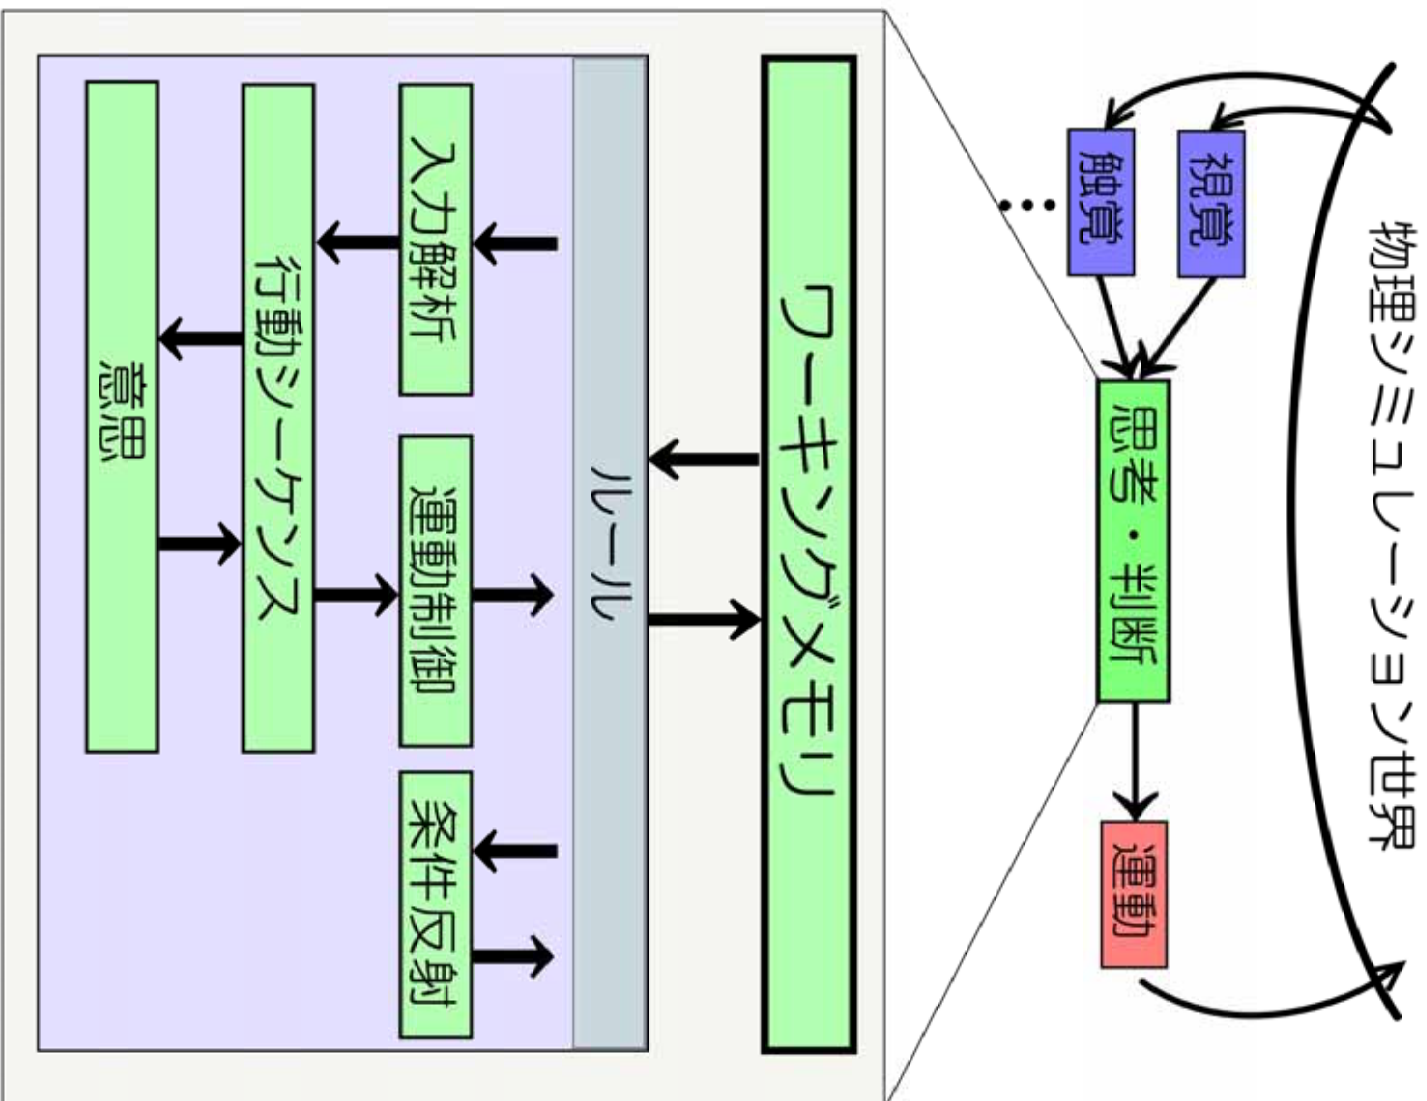 物理シミュレーション世界
視覚
触覚
…
思考・判断
運動
ワーキングメモリ
ルール
入力解析
運動制御
条件反射
行動シーケンス
意思